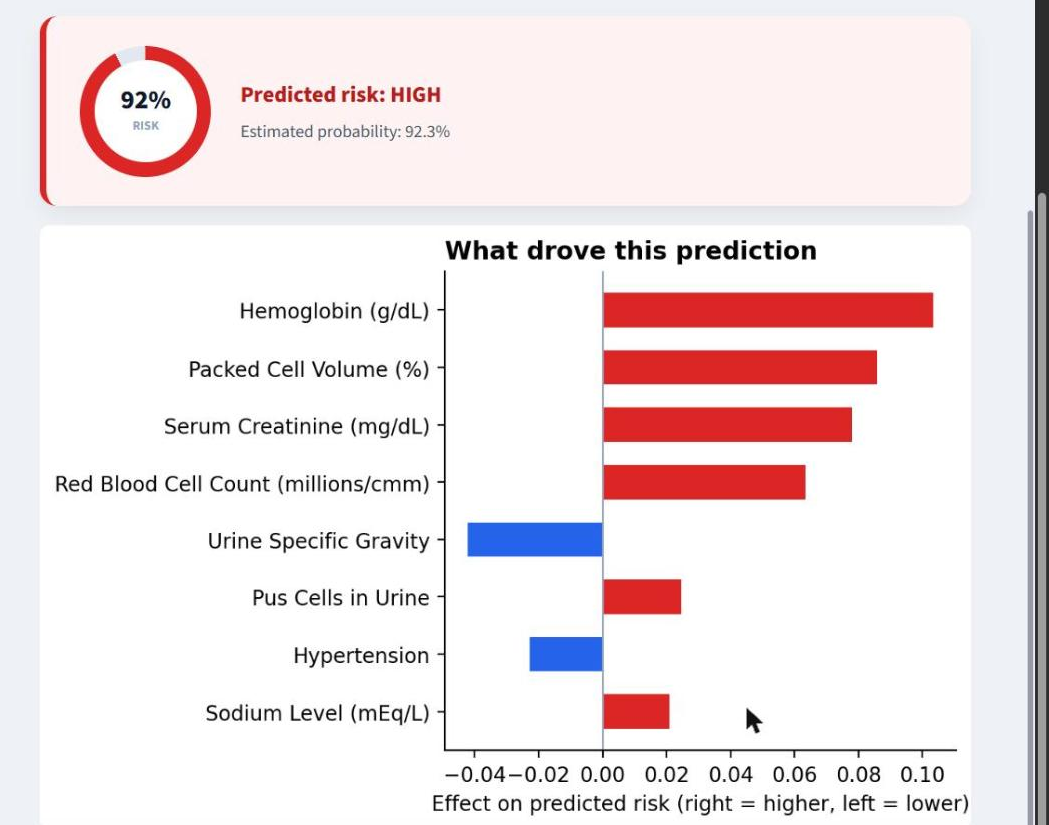 92%
RISK
Predicted risk: HIGH
Estimated probability: 92.3%
What drove this prediction
Hemoglobin (g/dL)
Packed Cell Volume (%)
Serum Creatinine (mg/dL)
Red Blood Cell Count (millions/cmm)
Urine Specific Gravity
Pus Cells in Urine
Hypertension
Sodium Level (mEq/L)
−0.04 −0.02 0.00 0.02 0.04 0.06 0.08 0.10
Effect on predicted risk (right = higher, left = lower)